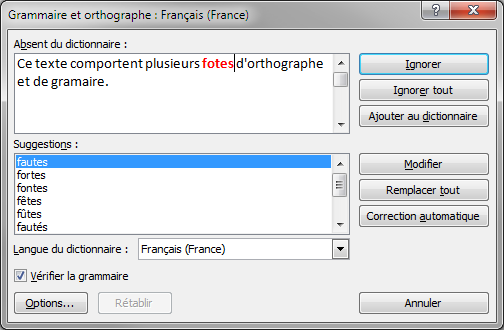 Grammaire et orthographe : Français (France)
Absent du dictionnaire :
Ce texte comportent plusieurs fotes d'orthographe
et de gramaire.
Ignorer
Ignorer tout
Ajouter au dictionnaire
Suggestions :
fautes
fortes
fontes
fêtes
fûtes
fautés
Modifier
Remplacer tout
Correction automatique
Langue du dictionnaire : Français (France)
Vérifier la grammaire
Options... Rétablir Annuler